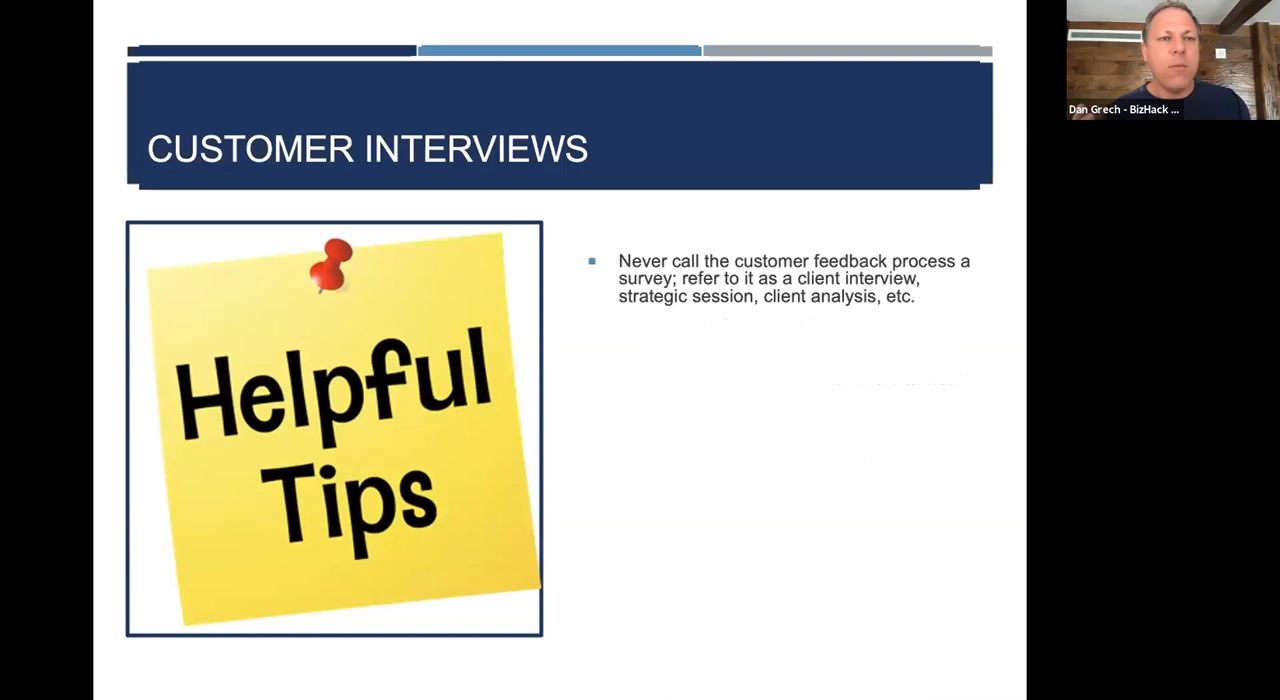 CUSTOMER INTERVIEWS
Helpful
Tips
Never call the customer feedback process a
survey; refer to it as a client interview,
strategic session, client analysis, etc.
Dan Grech - BizHack ...